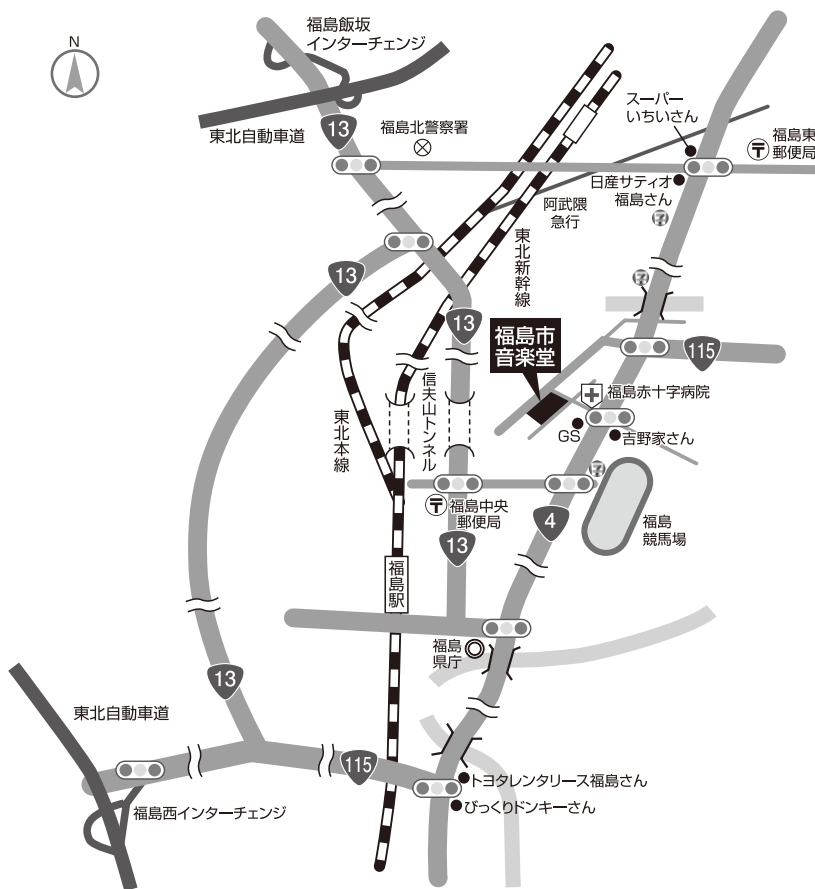 N
福島飯坂
インターチェンジ
東北自動車道
13
福島北警察署
スーパー
いちいさん
〒
福島東
郵便局
日産サティオ
福島さん
7
阿武隈
急行
東北新幹線
13
7
13
福島市
音楽堂
115
信夫山トンネル
東北本線
福島赤十字病院
GS
吉野家さん
7
〒
福島中央
郵便局
4
福島
競馬場
13
福島駅
福島
県庁
13
東北自動車道
115
トヨタレンタリース福島さん
びっくりドンキーさん
福島西インターチェンジ